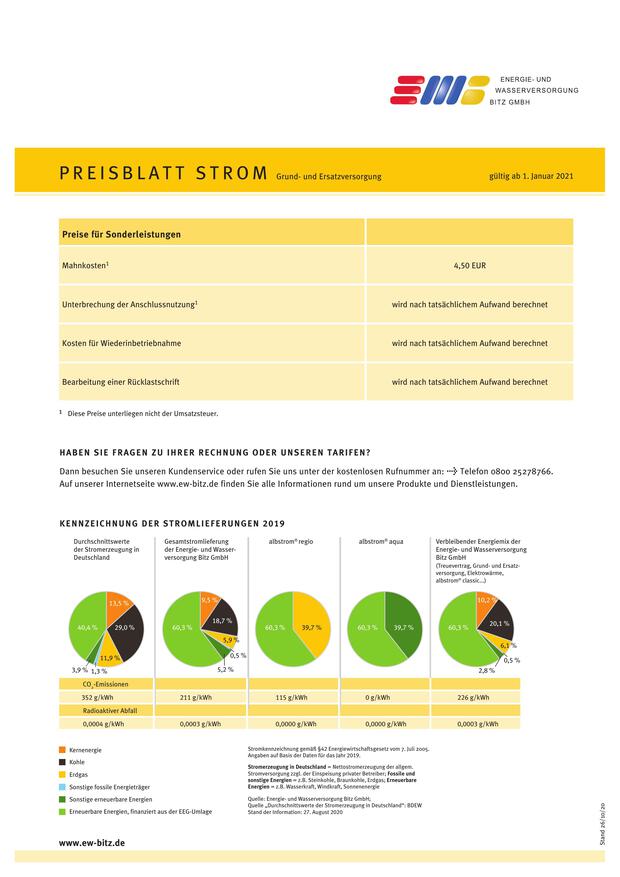 ENERGIE- UND
WASSERVERSORGUNG
BITZ GMBH
PREISBLATT STROM Grund- und Ersatzversorgung gültig ab 1. Januar 2021
Preise für Sonderleistungen
Mahnkosten¹ 4,50 EUR
Unterbrechung der Anschlussnutzung¹ wird nach tatsächlichem Aufwand berechnet
Kosten für Wiederinbetriebnahme wird nach tatsächlichem Aufwand berechnet
Bearbeitung einer Rücklastschrift wird nach tatsächlichem Aufwand berechnet
¹ Diese Preise unterliegen nicht der Umsatzsteuer.
HABEN SIE FRAGEN ZU IHRER RECHNUNG ODER UNSEREN TARIFEN?
Dann besuchen Sie unseren Kundenservice oder rufen Sie uns unter der kostenlosen Rufnummer an: Telefon 0800 25278766.
Auf unserer Internetseite www.ew-bitz.de finden Sie alle Informationen rund um unsere Produkte und Dienstleistungen.
KENNZEICHNUNG DER STROMLIEFERUNGEN 2019
Durchschnittswerte
der Stromerzeugung in
Deutschland
13,5 %
29,0 %
11,9 %
1,3 %
3,9 %
40,4 %
Gesamtstromlieferung
der Energie- und Wasser-
versorgung Bitz GmbH
9,5 %
18,7 %
5,9 %
0,5 %
5,2 %
60,3 %
albstrom® regio
60,3 %
39,7 %
albstrom® aqua
60,3 %
39,7 %
Verbleibender Energiemix der
Energie- und Wasserversorgung
Bitz GmbH
(Treuevertrag, Grund- und Ersatz-
versorgung, Elektrowärme,
albstrom® classic...)
10,2 %
20,1 %
6,1 %
0,5 %
2,8 %
60,3 %
CO₂-Emissionen
352 g/kWh 211 g/kWh 115 g/kWh 0 g/kWh 226 g/kWh
Radioaktiver Abfall
0,0004 g/kWh 0,0003 g/kWh 0,0000 g/kWh 0,0000 g/kWh 0,0003 g/kWh
Kernenergie
Kohle
Erdgas
Sonstige fossile Energieträger
Sonstige erneuerbare Energien
Erneuerbare Energien, finanziert aus der EEG-Umlage
Stromkennzeichnung gemäß §42 Energiewirtschaftsgesetz vom 7. Juli 2005.
Angaben auf Basis der Daten für das Jahr 2019.
Stromerzeugung in Deutschland = Nettostromerzeugung der allgem.
Stromversorgung zzgl. der Einspeisung privater Betreiber; Fossile und
sonstige Energien = z.B. Steinkohle, Braunkohle, Erdgas; Erneuerbare
Energien = z.B. Wasserkraft, Windkraft, Sonnenenergie
Quelle: Energie- und Wasserversorgung Bitz GmbH;
Quelle „Durchschnittswerte der Stromerzeugung in Deutschland“: BDEW
Stand der Information: 27. August 2020
www.ew-bitz.de
Stand 26/10/20